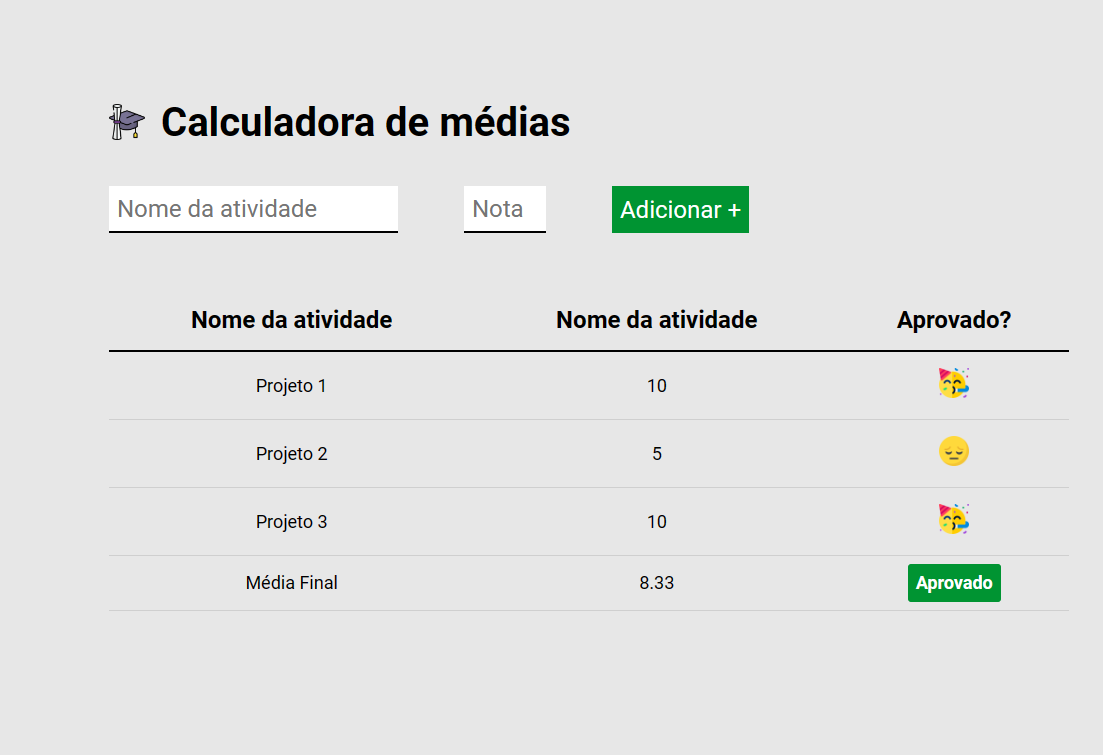 Calculadora de médias
Nome da atividade Nota Adicionar +
Nome da atividade Nome da atividade Aprovado?
Projeto 1 10
Projeto 2 5
Projeto 3 10
Média Final 8.33 Aprovado